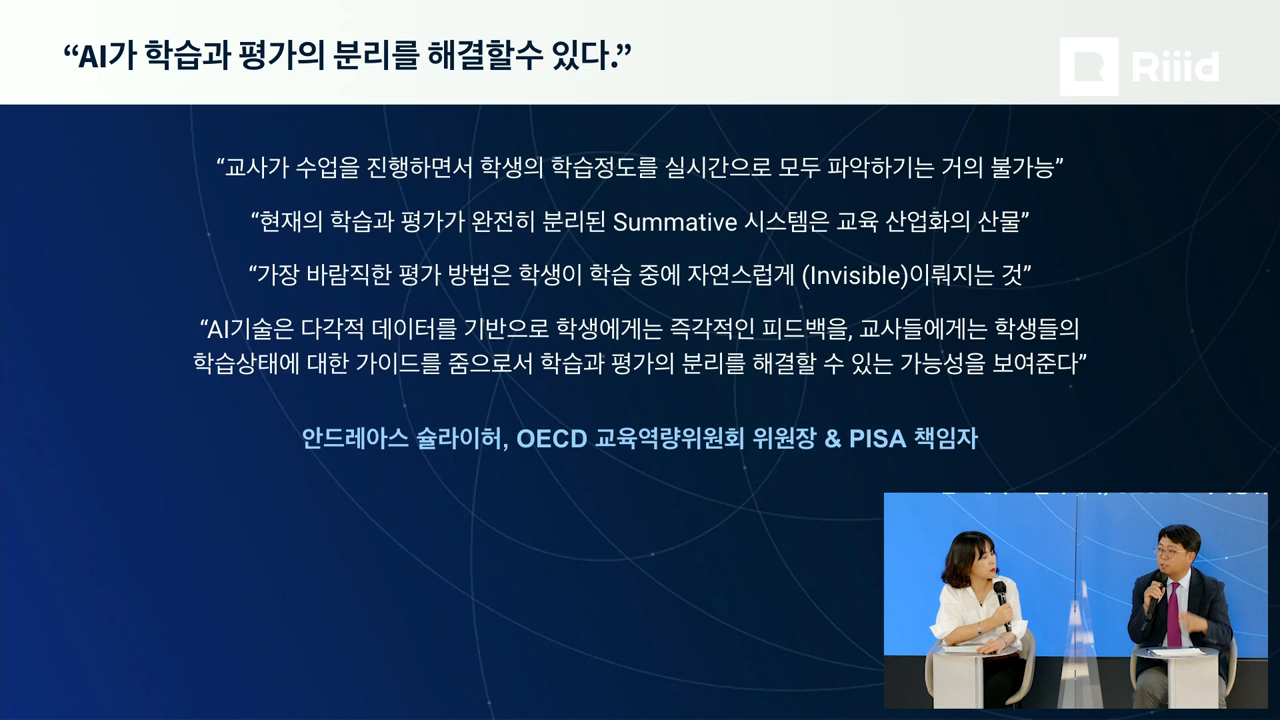 “AI가 학습과 평가의 분리를 해결할수 있다.”
Riiid
“교사가 수업을 진행하면서 학생의 학습정도를 실시간으로 모두 파악하기는 거의 불가능”
“현재의 학습과 평가가 완전히 분리된 Summative 시스템은 교육 산업화의 산물”
“가장 바람직한 평가 방법은 학생이 학습 중에 자연스럽게 (Invisible)이뤄지는 것”
“AI기술은 다각적 데이터를 기반으로 학생에게는 즉각적인 피드백을, 교사들에게는 학생들의
학습상태에 대한 가이드를 줌으로서 학습과 평가의 분리를 해결할 수 있는 가능성을 보여준다”
안드레아스 슐라이허, OECD 교육역량위원회 위원장 & PISA 책임자